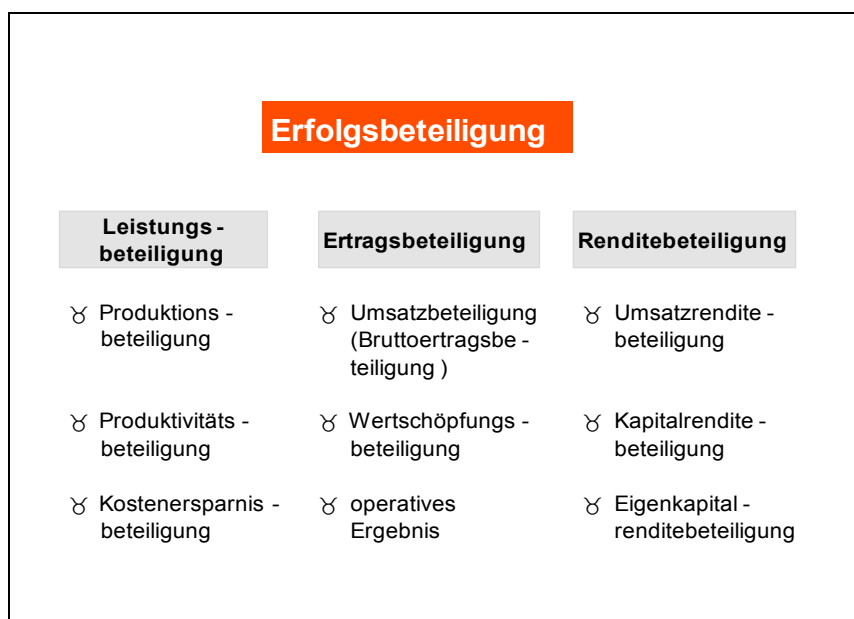 Erfolgsbeteiligung
Leistungs -
beteiligung
♉ Produktions -
beteiligung
♉ Produktivitäts -
beteiligung
♉ Kostenersparnis -
beteiligung
Ertragsbeteiligung
♉ Umsatzbeteiligung
(Bruttoertragsbe -
teiligung )
♉ Wertschöpfungs -
beteiligung
♉ operatives
Ergebnis
Renditebeteiligung
♉ Umsatzrendite -
beteiligung
♉ Kapitalrendite -
beteiligung
♉ Eigenkapital -
renditebeteiligung